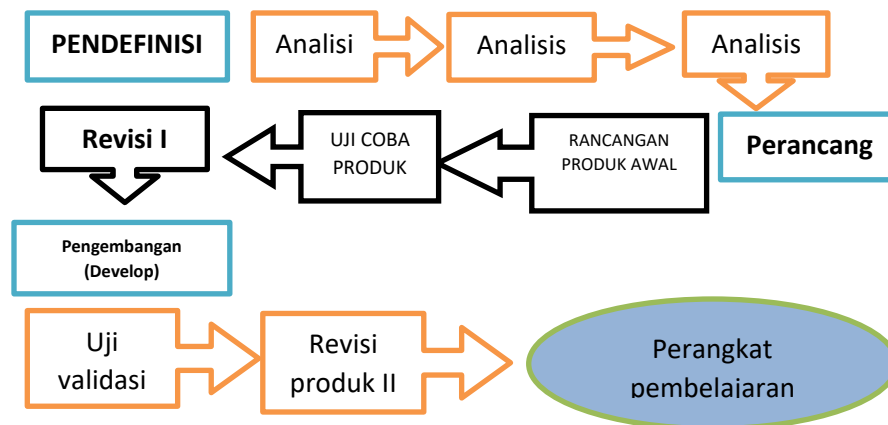 PENDEFINISI
Analisi
Analisis
Analisis
Revisi I
UJI COBA
PRODUK
RANCANGAN
PRODUK AWAL
Perancang
Pengembangan
(Develop)
Uji
validasi
Revisi
produk II
Perangkat
pembelajaran